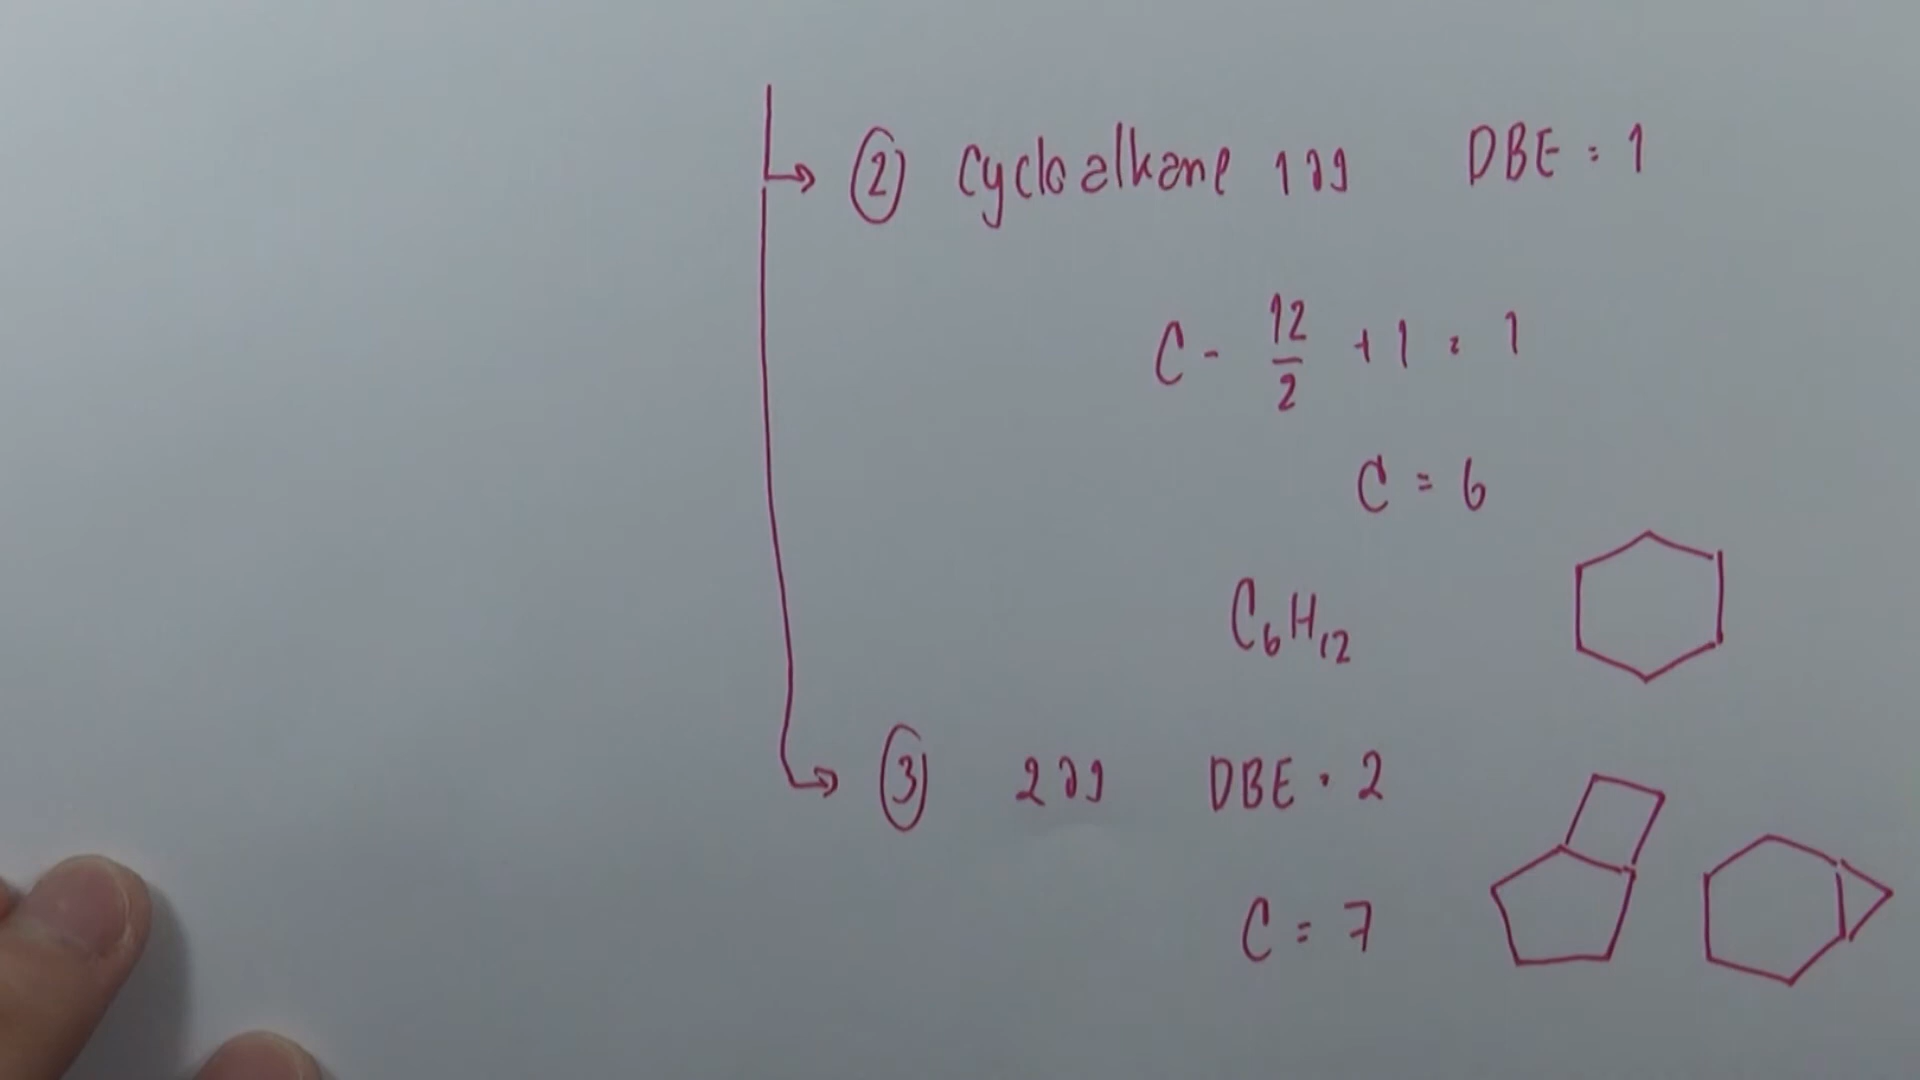 ② Cycloalkane 1 วง DBE = 1
C - 12/2 + 1 = 1
C = 6
C₆H₁₂
③ 2 วง DBE = 2
C = 7